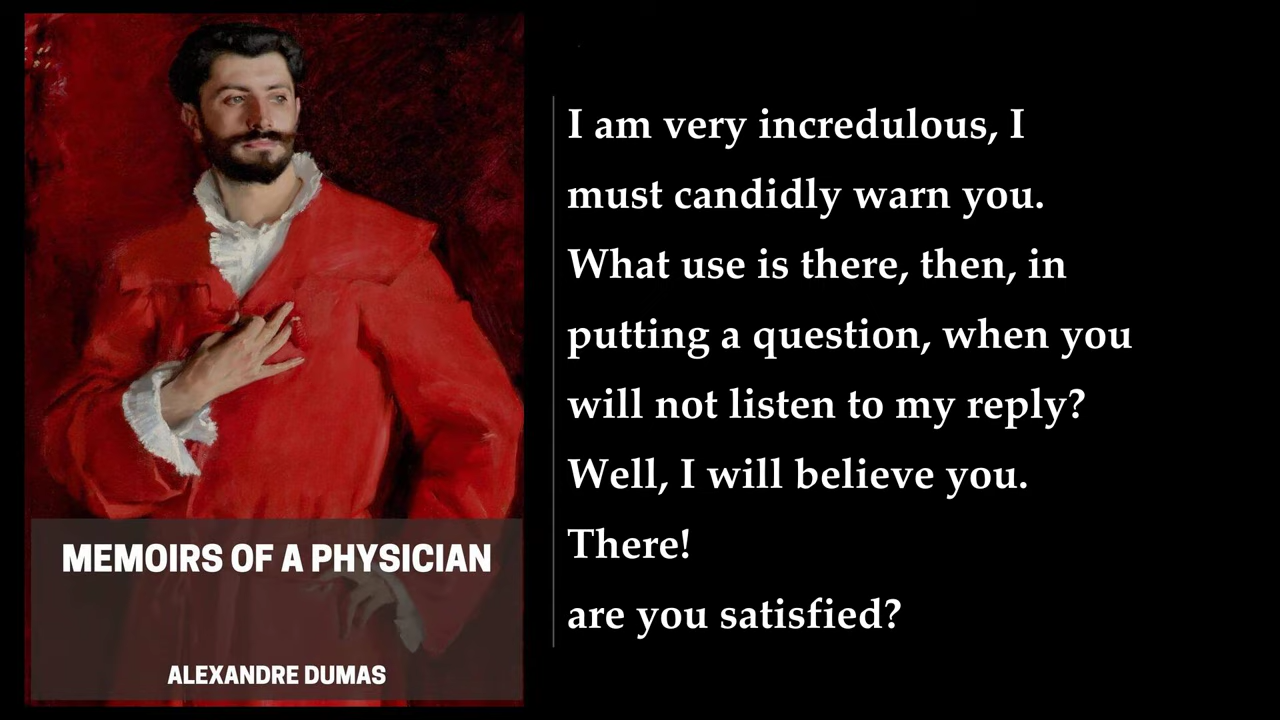 MEMOIRS OF A PHYSICIAN
ALEXANDRE DUMAS
I am very incredulous, I
must candidly warn you.
What use is there, then, in
putting a question, when you
will not listen to my reply?
Well, I will believe you.
There!
are you satisfied?